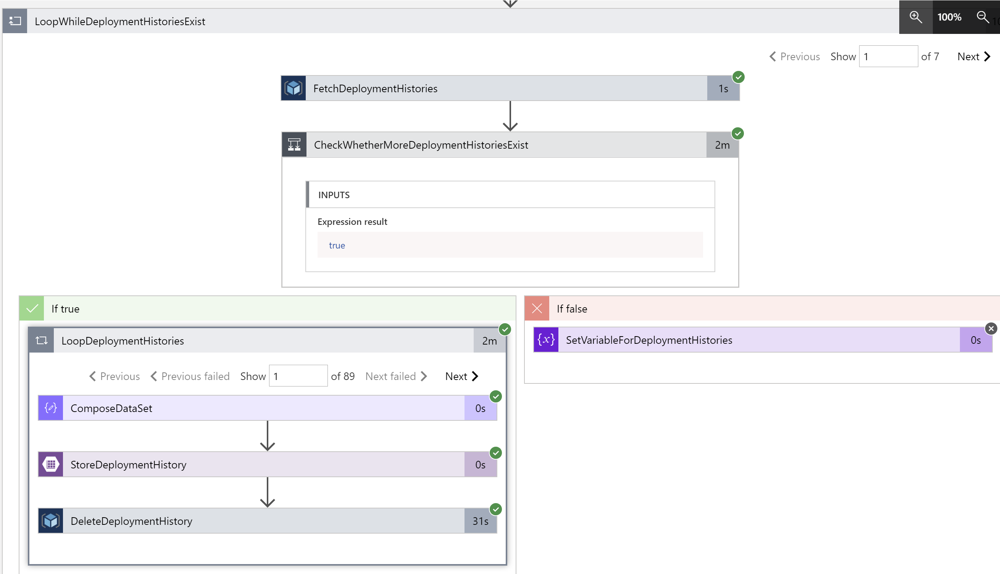 LoopWhileDeploymentHistoriesExist
100%
Previous Show 1 of 7 Next
FetchDeploymentHistories 1s
CheckWhetherMoreDeploymentHistoriesExist 2m
INPUTS
Expression result
true
If true
If false
LoopDeploymentHistories 2m
{x} SetVariableForDeploymentHistories 0s
Previous Previous failed Show 1 of 89 Next failed Next
ComposeDataSet 0s
StoreDeploymentHistory 0s
DeleteDeploymentHistory 31s